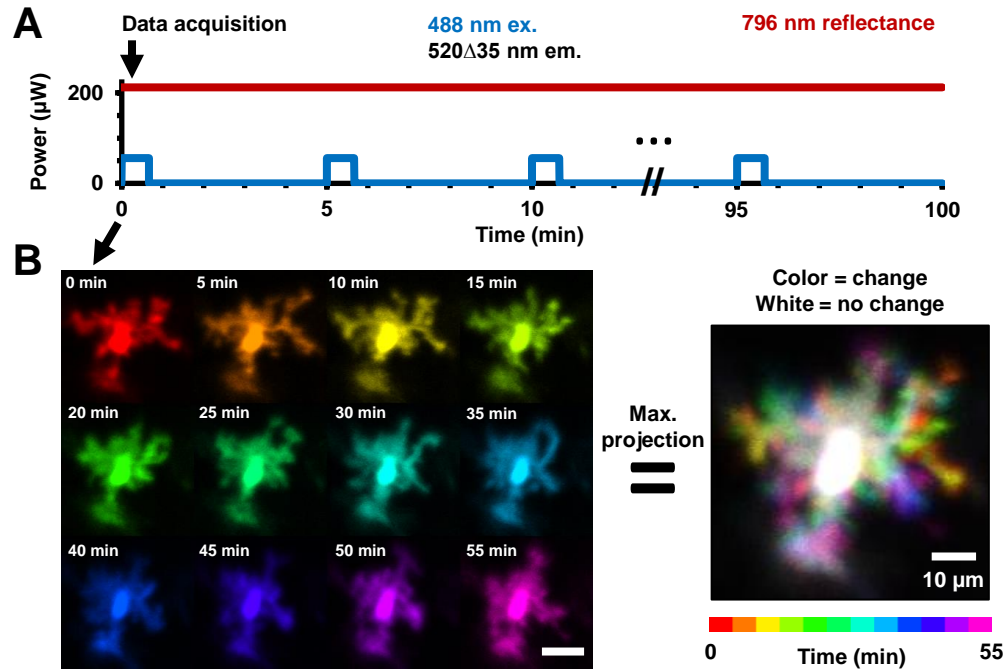 A
Data acquisition
488 nm ex.
520Δ35 nm em.
796 nm reflectance
Power (µW)
200
0
...
//
0
5
10
95
100
Time (min)
B
0 min
5 min
10 min
15 min
20 min
25 min
30 min
35 min
40 min
45 min
50 min
55 min
Max.
projection
=
Color = change
White = no change
10 µm
0
Time (min)
55